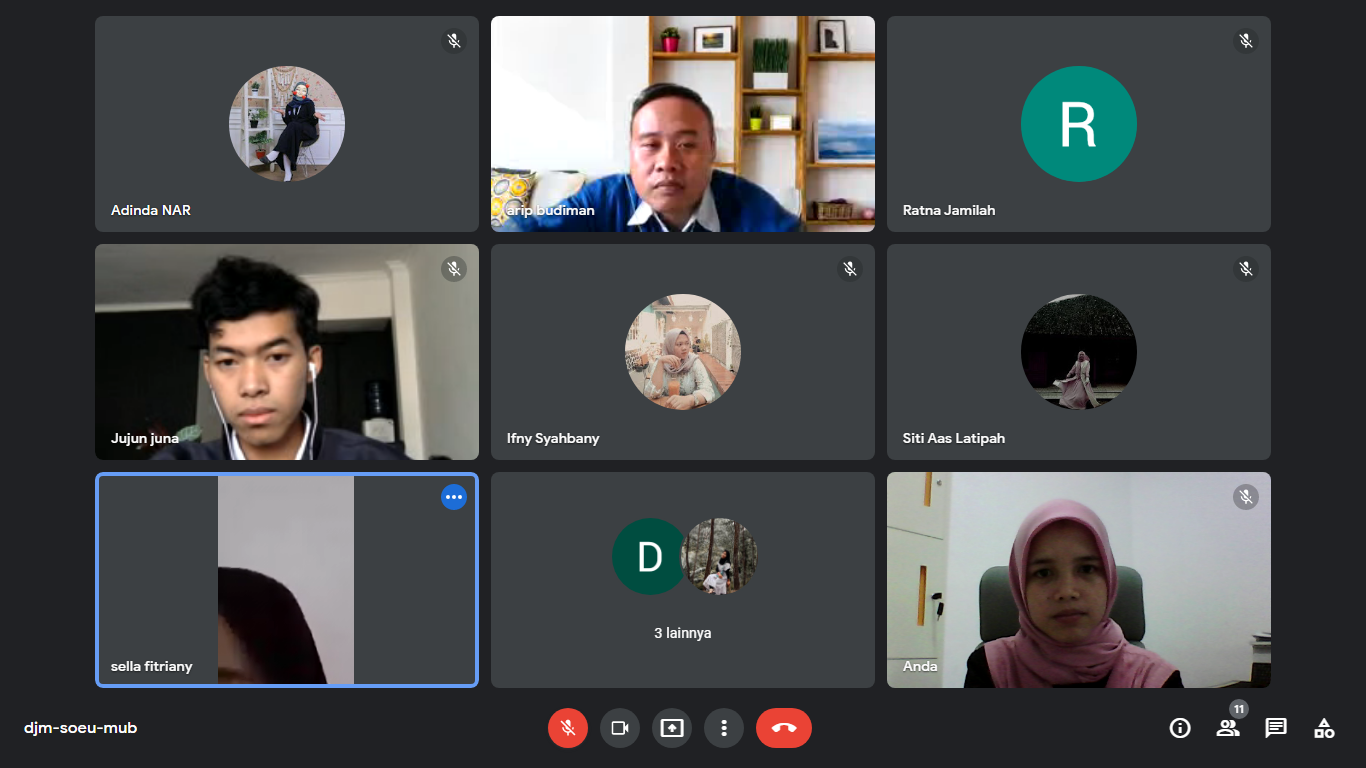 Adinda NAR
arip budiman
R
Ratna Jamilah
Jujun juna
Ifny Syahbany
Siti Aas Latipah
sella fitriany
D
3 lainnya
Anda
djm-soeu-mub
11